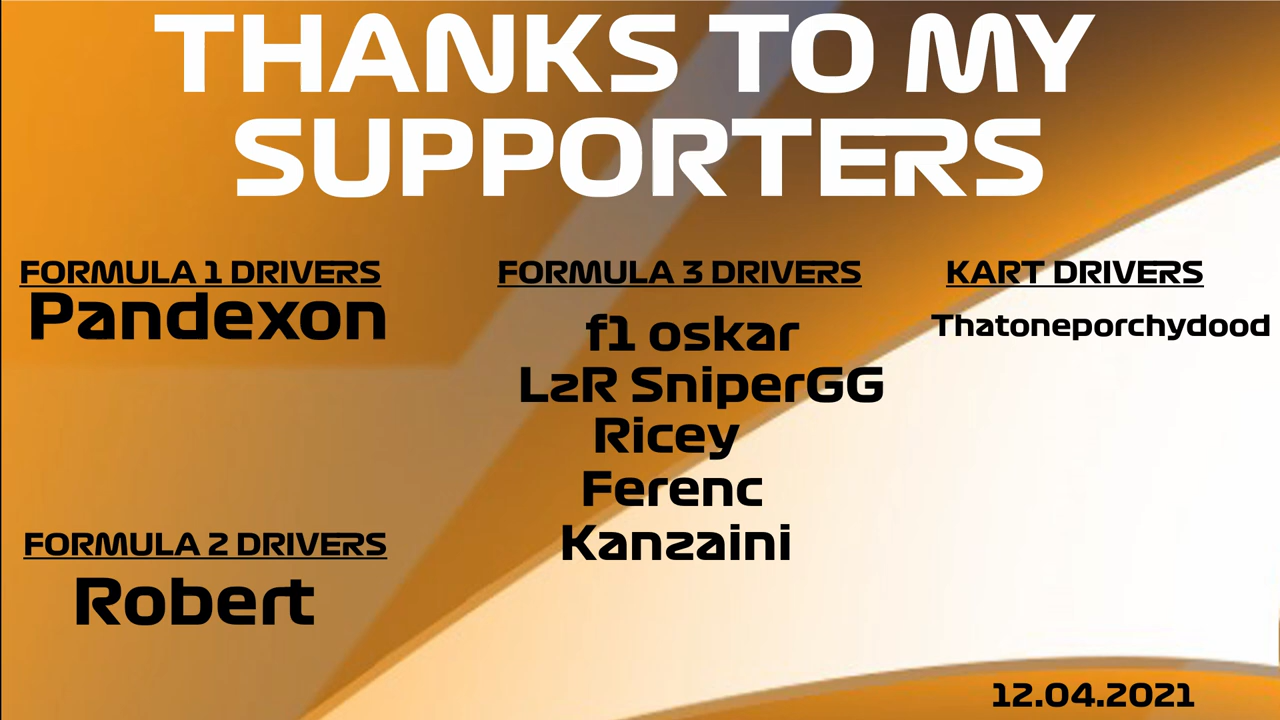 THANKS TO MY
SUPPORTERS
FORMULA 1 DRIVERS
Pandexon
FORMULA 2 DRIVERS
Robert
FORMULA 3 DRIVERS
f1 oskar
LzR SniperGG
Ricey
Ferenc
Kanzaini
KART DRIVERS
Thatoneporchydood
12.04.2021